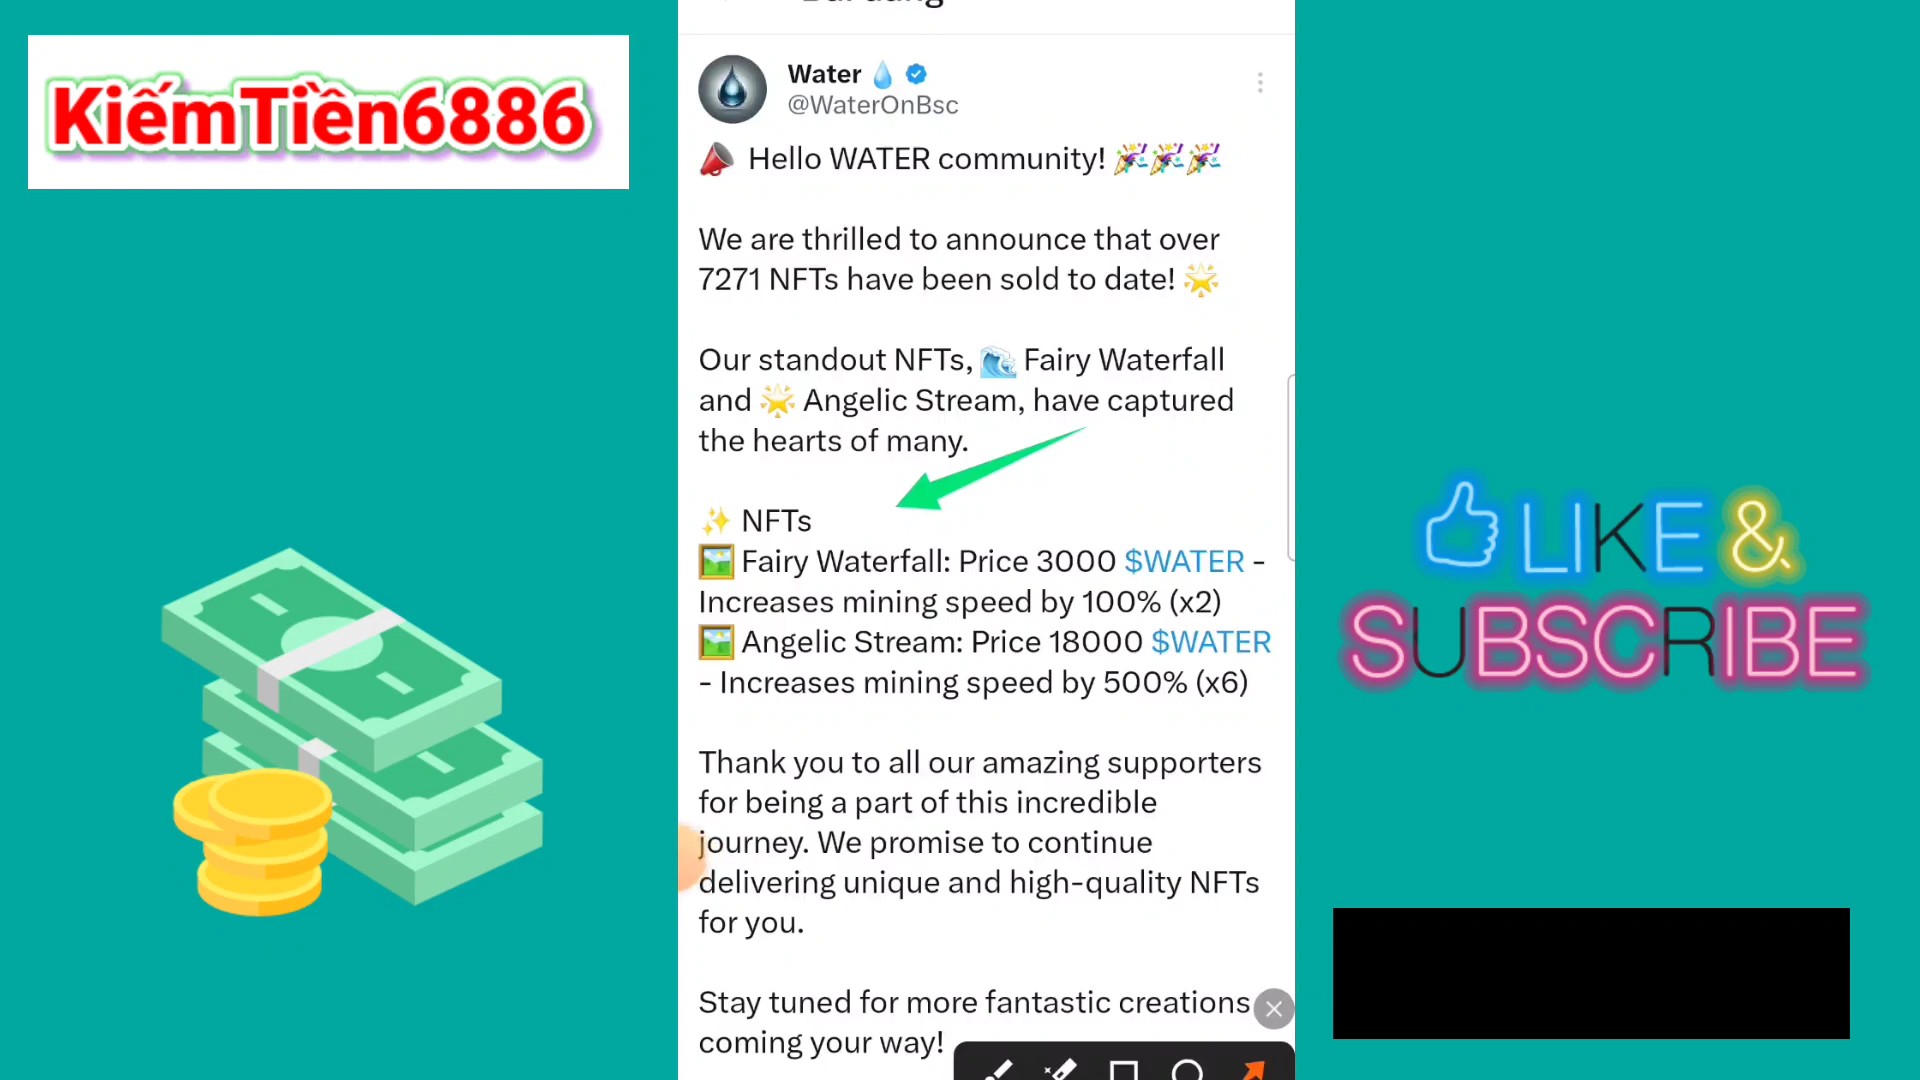 KiếmTiền6886
Water 💧
@WaterOnBsc
📣 Hello WATER community! 🎉🎉🎉
We are thrilled to announce that over
7271 NFTs have been sold to date! 🌟
Our standout NFTs, 🌊 Fairy Waterfall
and 🌟 Angelic Stream, have captured
the hearts of many.
✨ NFTs
🖼️ Fairy Waterfall: Price 3000 $WATER -
Increases mining speed by 100% (x2)
🖼️ Angelic Stream: Price 18000 $WATER
- Increases mining speed by 500% (x6)
Thank you to all our amazing supporters
for being a part of this incredible
journey. We promise to continue
delivering unique and high-quality NFTs
for you.
Stay tuned for more fantastic creations
coming your way!
LIKE &
SUBSCRIBE